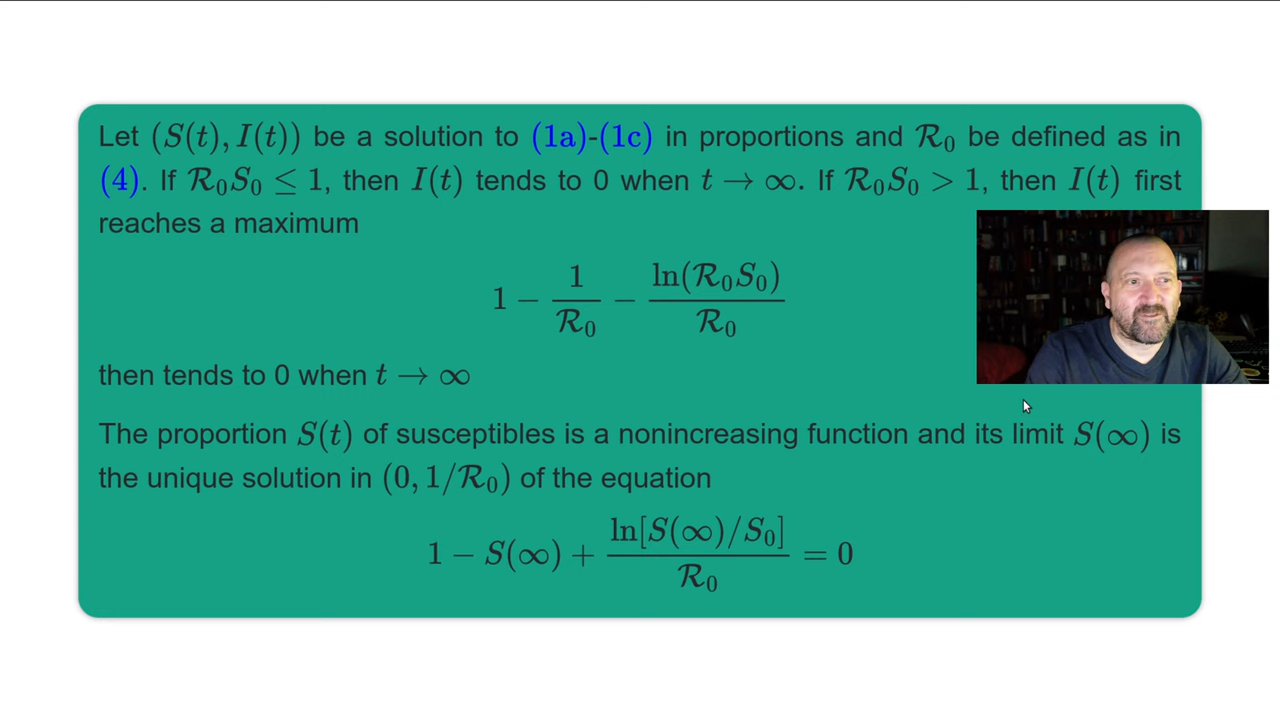 Let (S(t), I(t)) be a solution to (1a)-(1c) in proportions and ℛ₀ be defined as in
(4). If ℛ₀S₀ ≤ 1, then I(t) tends to 0 when t → ∞. If ℛ₀S₀ > 1, then I(t) first
reaches a maximum
1 − 1/ℛ₀ − ln(ℛ₀S₀)/ℛ₀
then tends to 0 when t → ∞
The proportion S(t) of susceptibles is a nonincreasing function and its limit S(∞) is
the unique solution in (0, 1/ℛ₀) of the equation
1 − S(∞) + ln[S(∞)/S₀]/ℛ₀ = 0